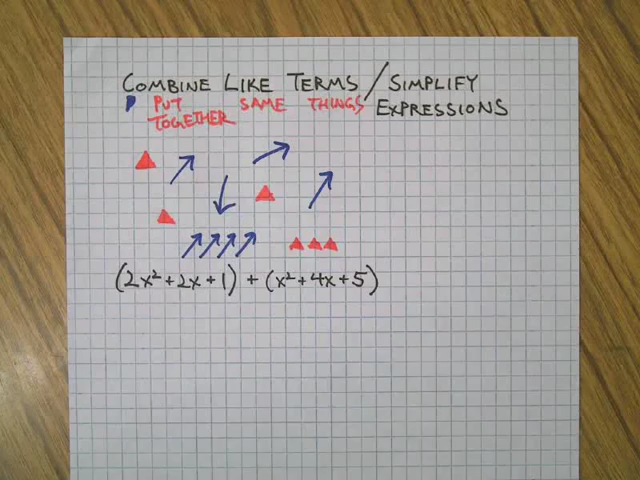 COMBINE LIKE TERMS / SIMPLIFY
PUT SAME THINGS EXPRESSIONS
TOGETHER
(2x² + 2x + 1) + (x² + 4x + 5)